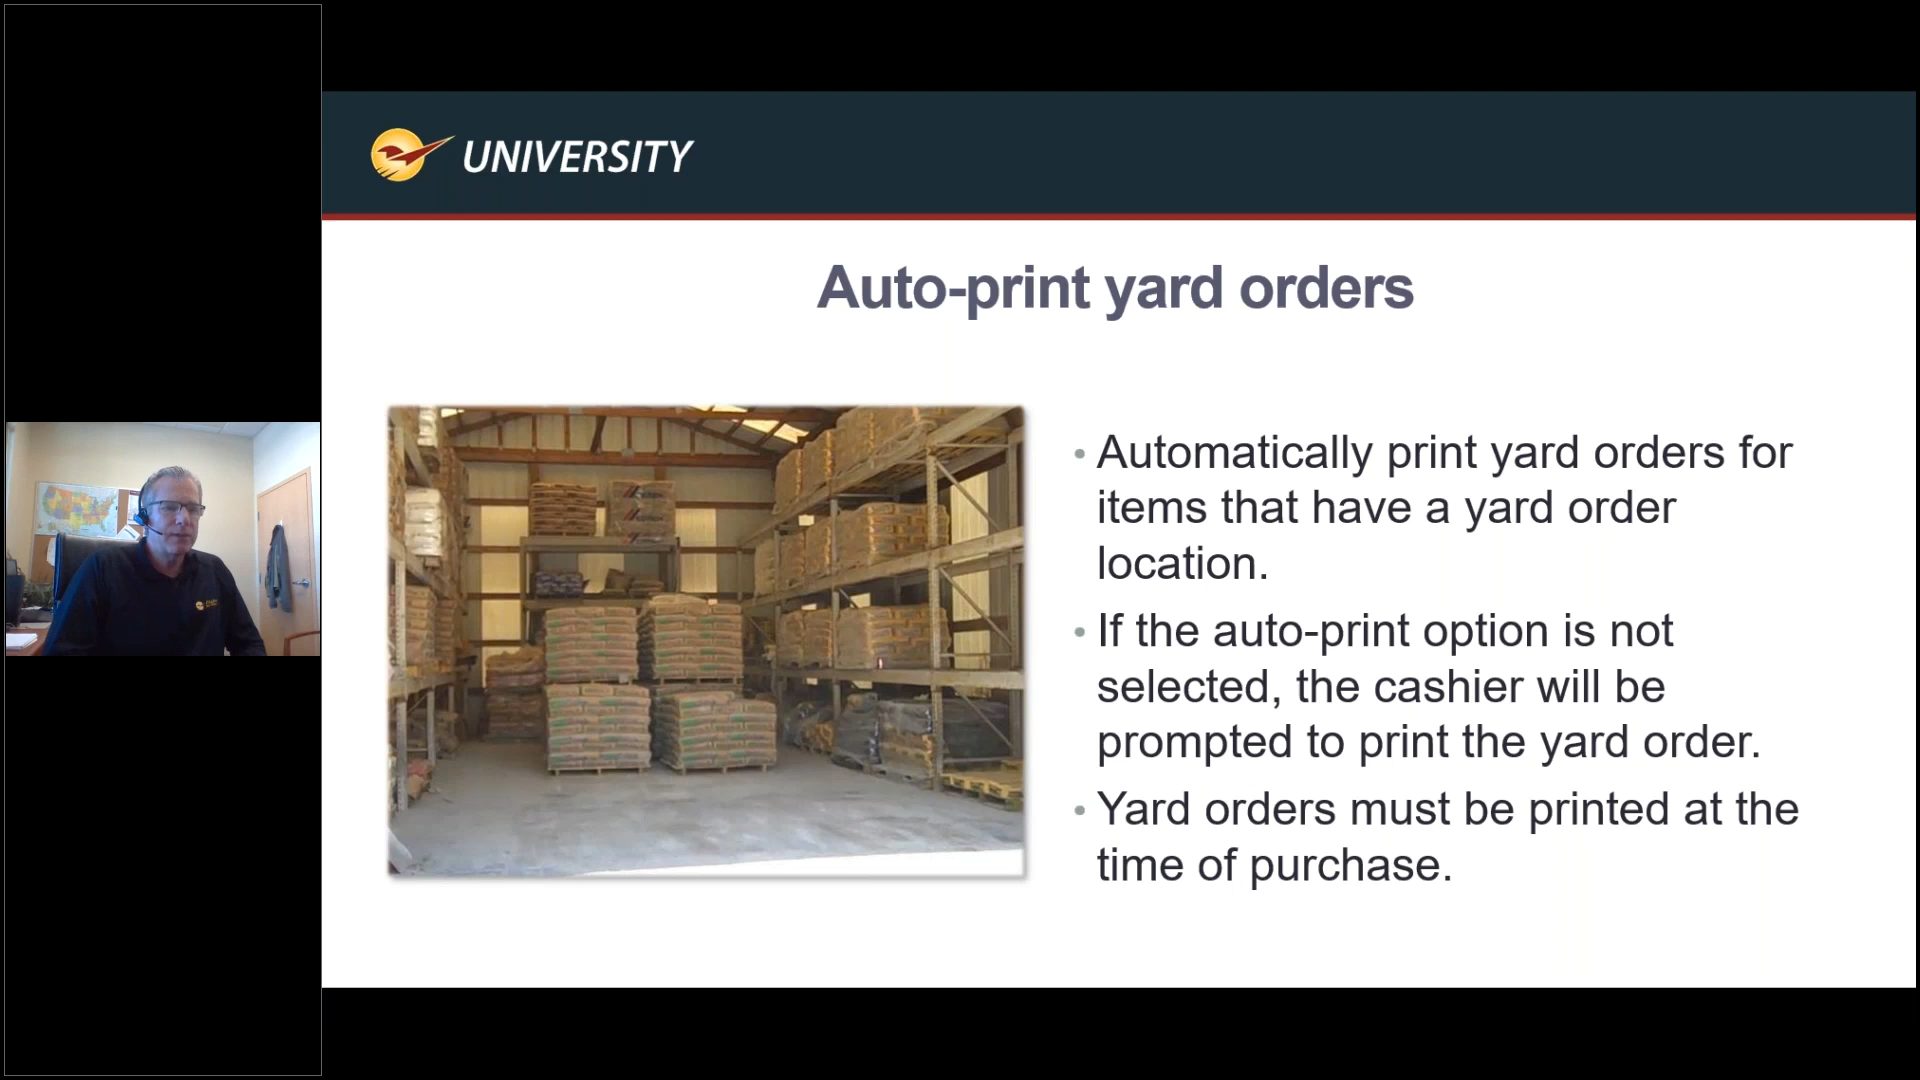 UNIVERSITY
Auto-print yard orders
• Automatically print yard orders for
items that have a yard order
location.
• If the auto-print option is not
selected, the cashier will be
prompted to print the yard order.
• Yard orders must be printed at the
time of purchase.